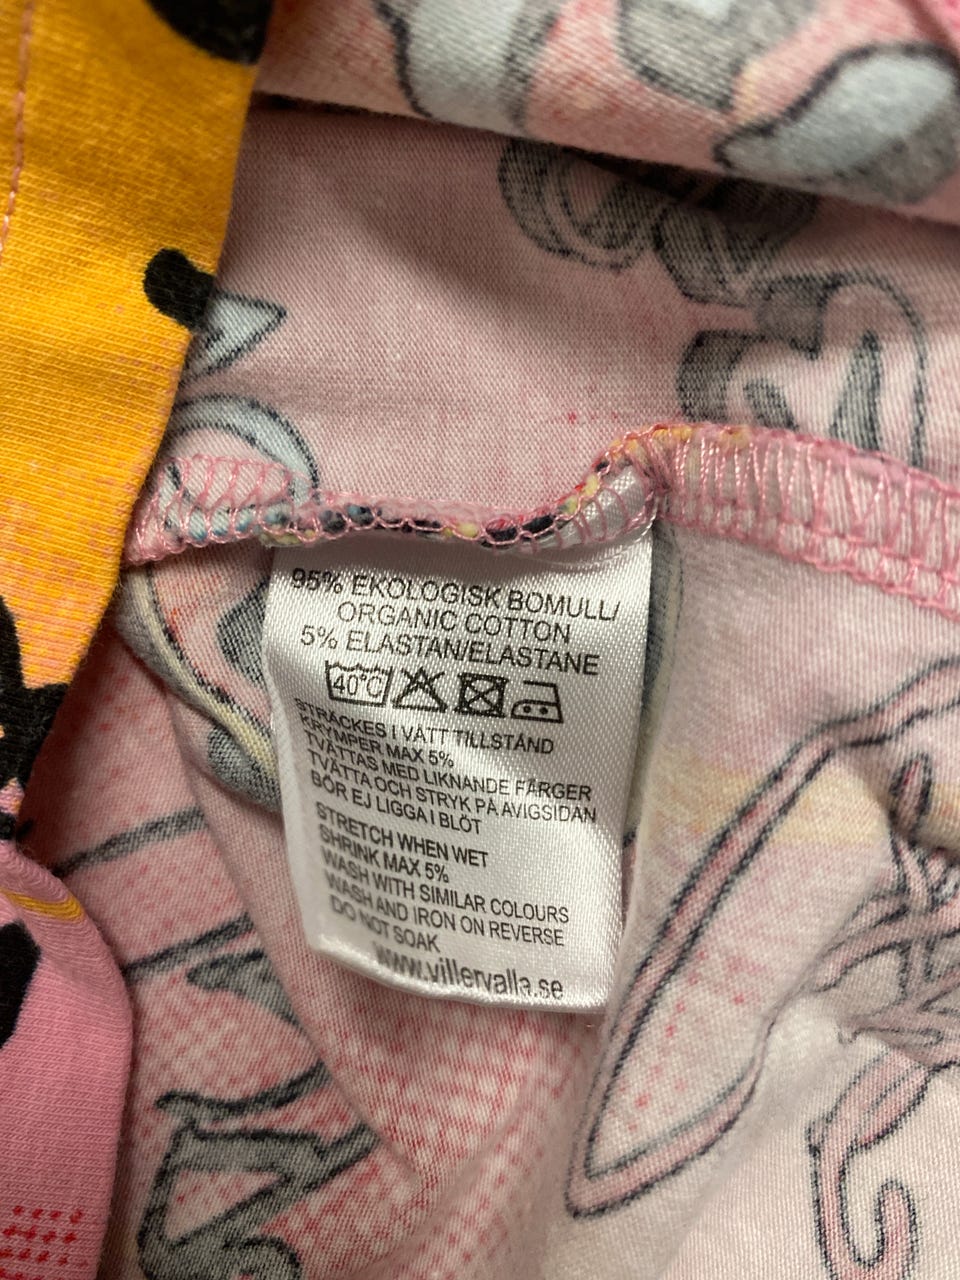 95% EKOLOGISK BOMULL/
ORGANIC COTTON
5% ELASTAN/ELASTANE
40°C
STRÄCKES I VÅTT TILLSTÅND
KRYMPER MAX 5%
TVÄTTAS MED LIKNANDE FÄRGER
TVÄTTA OCH STRYK PÅ AVIGSIDAN
BÖR EJ LIGGA I BLÖT
STRETCH WHEN WET
SHRINK MAX 5%
WASH WITH SIMILAR COLOURS
WASH AND IRON ON REVERSE
DO NOT SOAK
www.villervalla.se